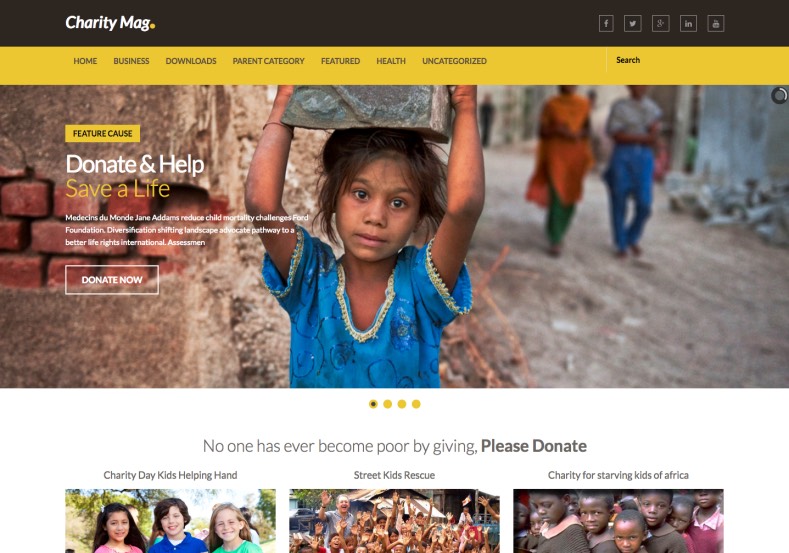 Charity Mag.
HOME BUSINESS DOWNLOADS PARENT CATEGORY FEATURED HEALTH UNCATEGORIZED Search
FEATURE CAUSE
Donate & Help
Save a Life
Medecins du Monde Jane Addams reduce child mortality challenges Ford
Foundation. Diversification shifting landscape advocate pathway to a
better life rights international. Assessmen
DONATE NOW
No one has ever become poor by giving, Please Donate
Charity Day Kids Helping Hand
Street Kids Rescue
Charity for starving kids of africa